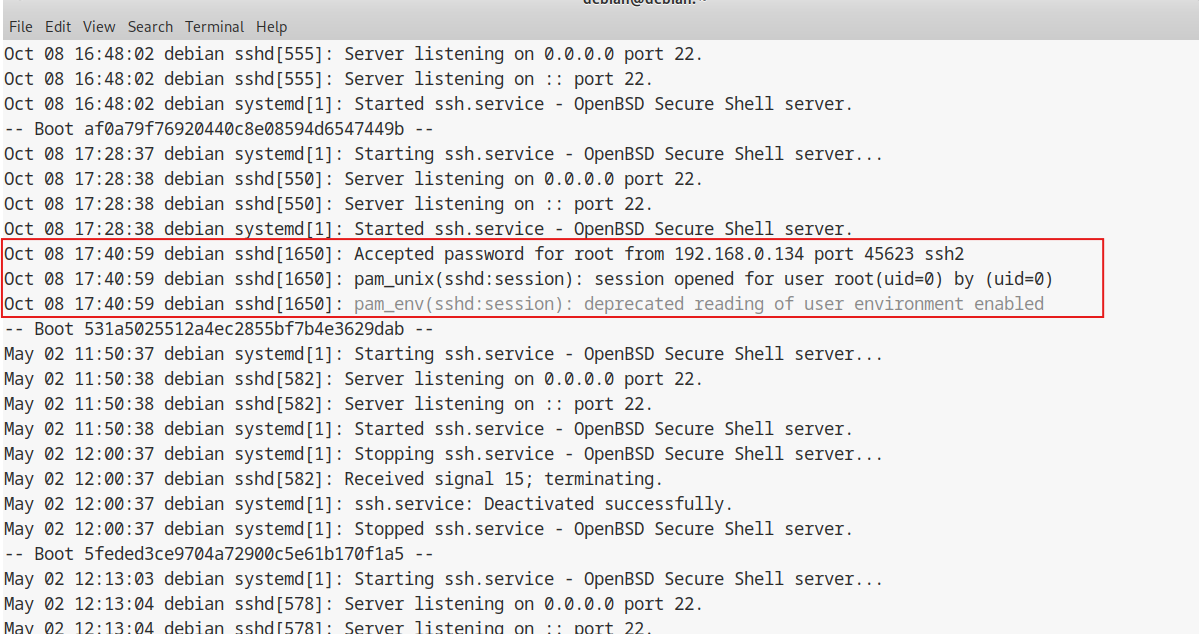 debian@debian: ~
File Edit View Search Terminal Help
Oct 08 16:48:02 debian sshd[555]: Server listening on 0.0.0.0 port 22.
Oct 08 16:48:02 debian sshd[555]: Server listening on :: port 22.
Oct 08 16:48:02 debian systemd[1]: Started ssh.service - OpenBSD Secure Shell server.
-- Boot af0a79f76920440c8e08594d6547449b --
Oct 08 17:28:37 debian systemd[1]: Starting ssh.service - OpenBSD Secure Shell server...
Oct 08 17:28:38 debian sshd[550]: Server listening on 0.0.0.0 port 22.
Oct 08 17:28:38 debian sshd[550]: Server listening on :: port 22.
Oct 08 17:28:38 debian systemd[1]: Started ssh.service - OpenBSD Secure Shell server.
Oct 08 17:40:59 debian sshd[1650]: Accepted password for root from 192.168.0.134 port 45623 ssh2
Oct 08 17:40:59 debian sshd[1650]: pam_unix(sshd:session): session opened for user root(uid=0) by (uid=0)
Oct 08 17:40:59 debian sshd[1650]: pam_env(sshd:session): deprecated reading of user environment enabled
-- Boot 531a5025512a4ec2855bf7b4e3629dab --
May 02 11:50:37 debian systemd[1]: Starting ssh.service - OpenBSD Secure Shell server...
May 02 11:50:38 debian sshd[582]: Server listening on 0.0.0.0 port 22.
May 02 11:50:38 debian sshd[582]: Server listening on :: port 22.
May 02 11:50:38 debian systemd[1]: Started ssh.service - OpenBSD Secure Shell server.
May 02 12:00:37 debian systemd[1]: Stopping ssh.service - OpenBSD Secure Shell server...
May 02 12:00:37 debian sshd[582]: Received signal 15; terminating.
May 02 12:00:37 debian systemd[1]: ssh.service: Deactivated successfully.
May 02 12:00:37 debian systemd[1]: Stopped ssh.service - OpenBSD Secure Shell server.
-- Boot 5feded3ce9704a72900c5e61b170f1a5 --
May 02 12:13:03 debian systemd[1]: Starting ssh.service - OpenBSD Secure Shell server...
May 02 12:13:04 debian sshd[578]: Server listening on 0.0.0.0 port 22.
May 02 12:13:04 debian sshd[578]: Server listening on :: port 22.